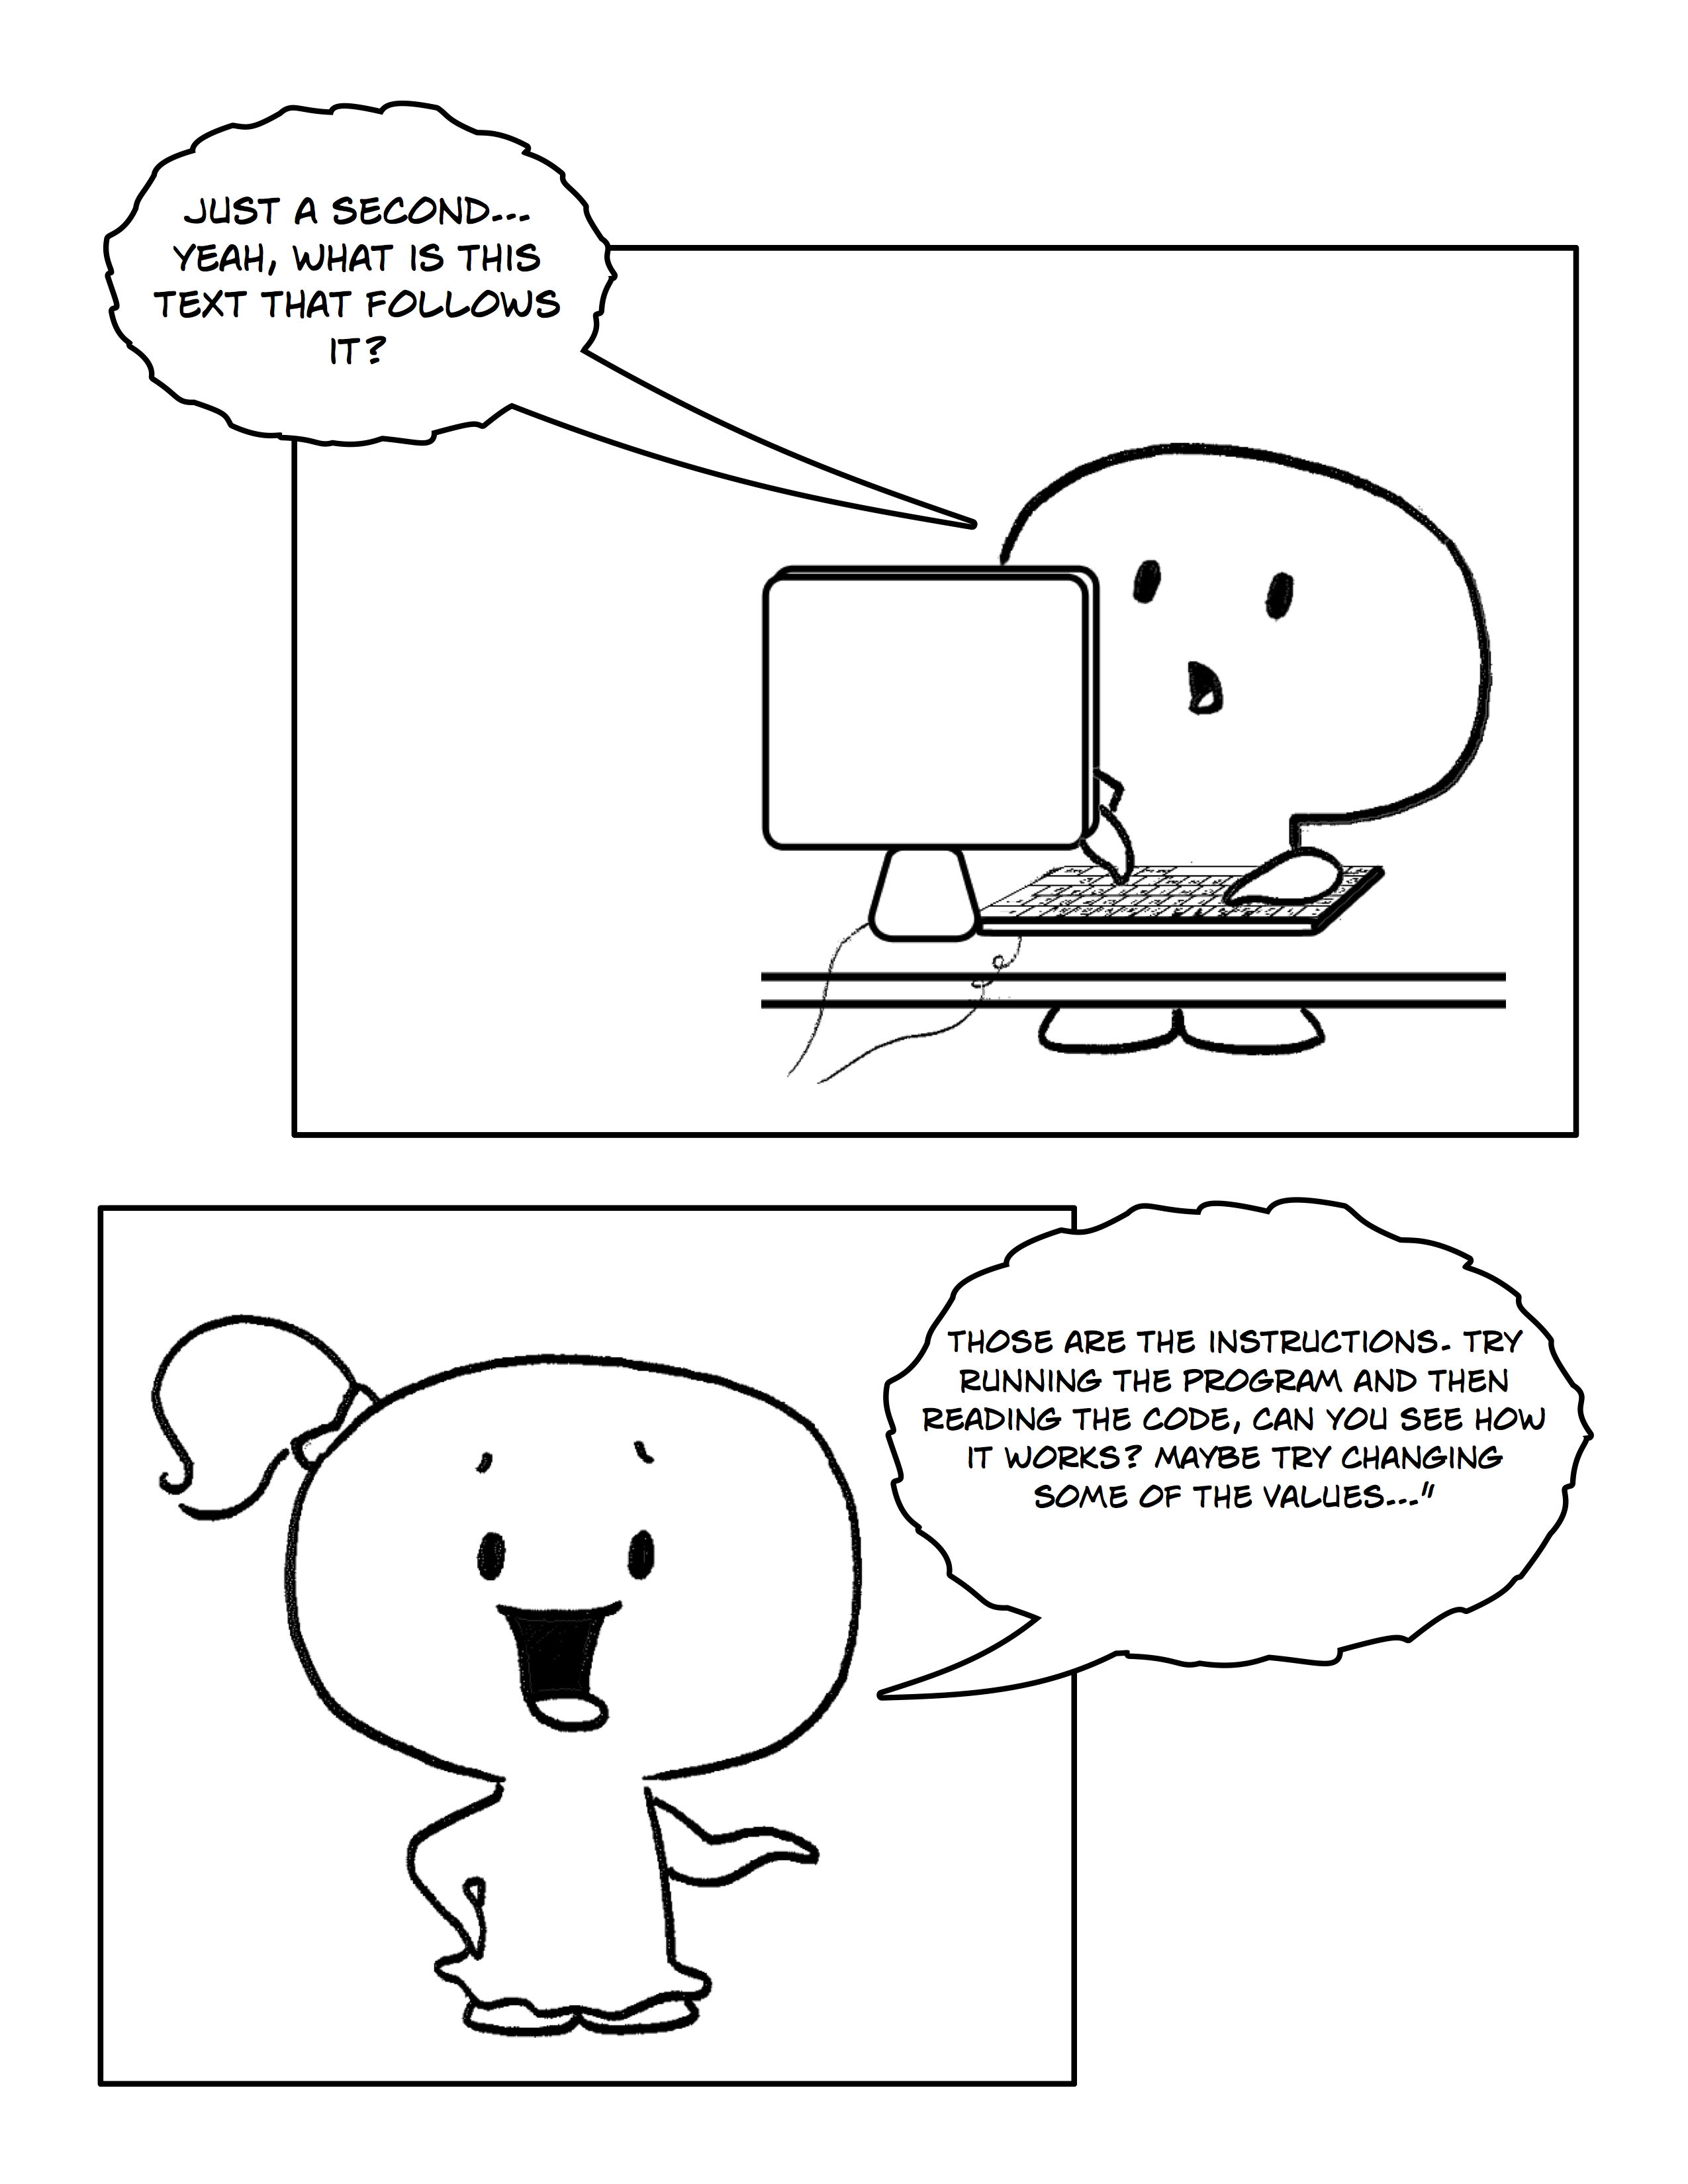 JUST A SECOND...
YEAH, WHAT IS THIS
TEXT THAT FOLLOWS
IT?
THOSE ARE THE INSTRUCTIONS. TRY
RUNNING THE PROGRAM AND THEN
READING THE CODE, CAN YOU SEE HOW
IT WORKS? MAYBE TRY CHANGING
SOME OF THE VALUES..."